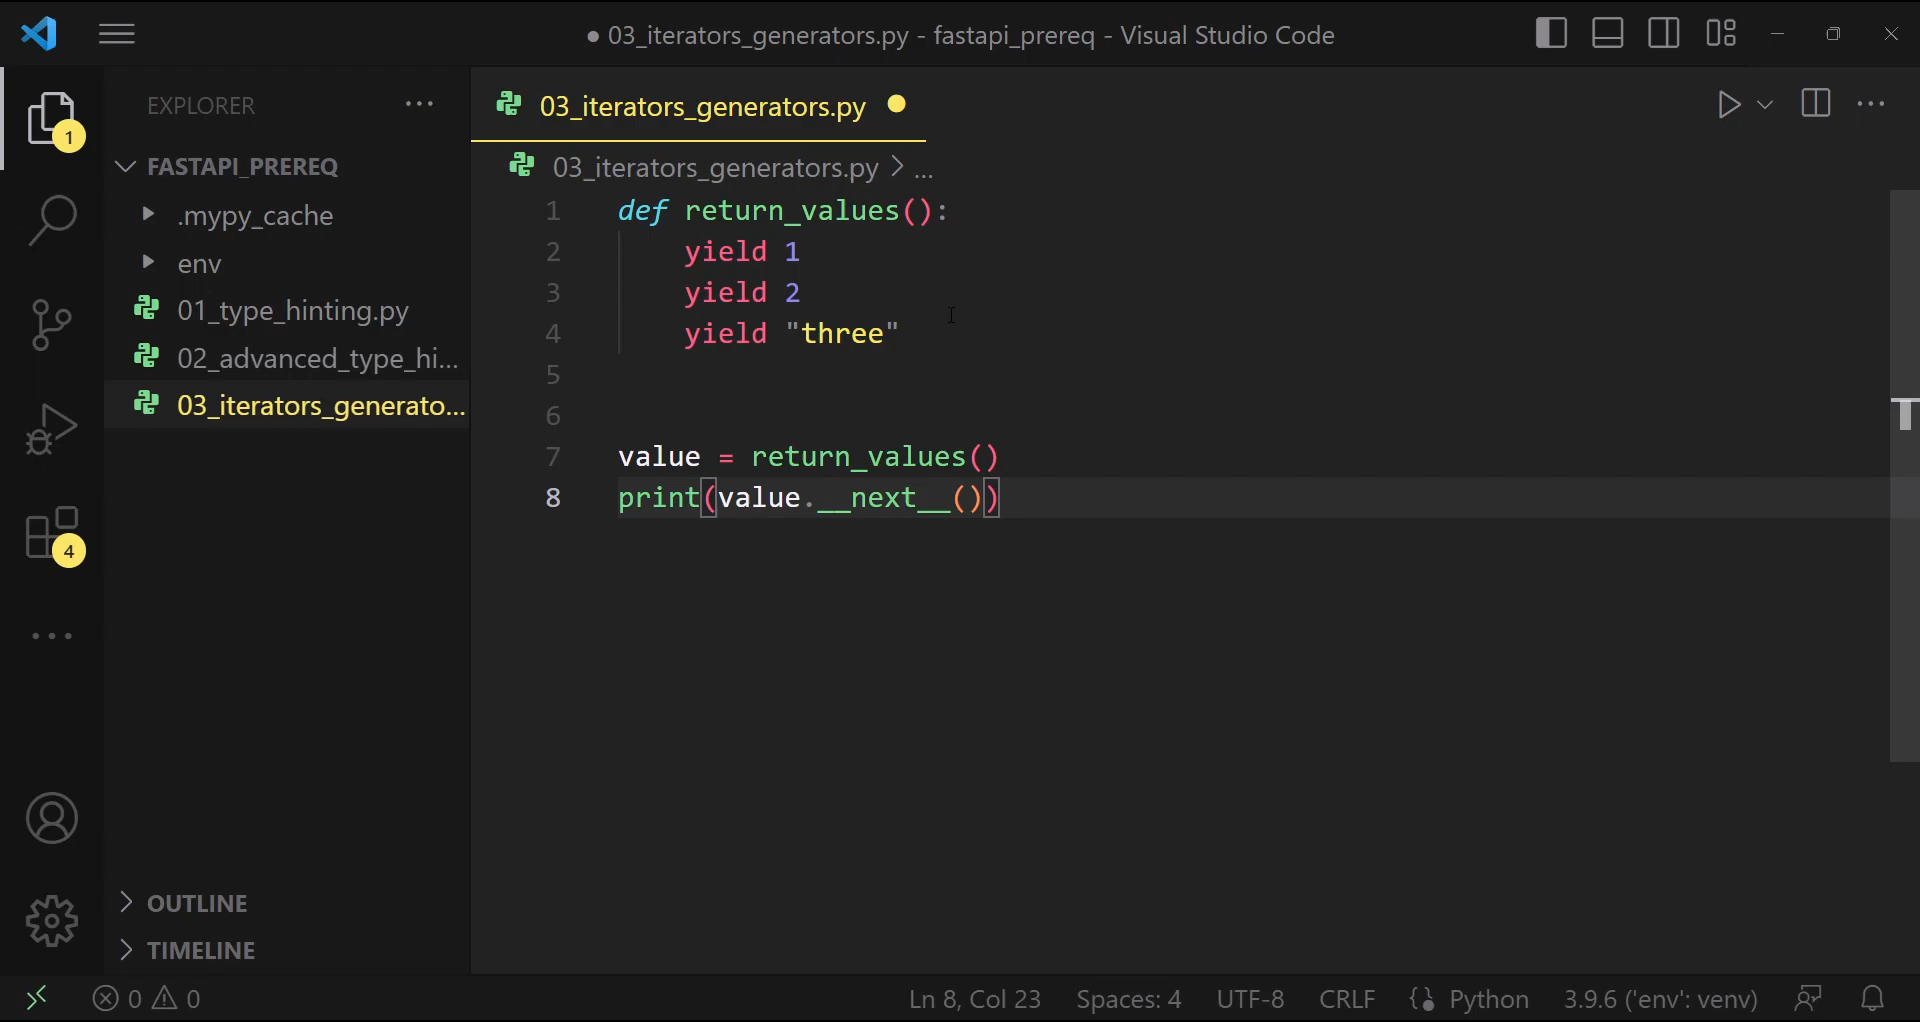 ● 03_iterators_generators.py - fastapi_prereq - Visual Studio Code
1
EXPLORER
FASTAPI_PREREQ
.mypy_cache
env
01_type_hinting.py
02_advanced_type_hi...
03_iterators_generato...
4
OUTLINE
TIMELINE
03_iterators_generators.py
03_iterators_generators.py > ...
1 def return_values():
2 yield 1
3 yield 2
4 yield "three"
5
6
7 value = return_values()
8 print(value.__next__())
0 0
Ln 8, Col 23 Spaces: 4 UTF-8 CRLF Python 3.9.6 ('env': venv)